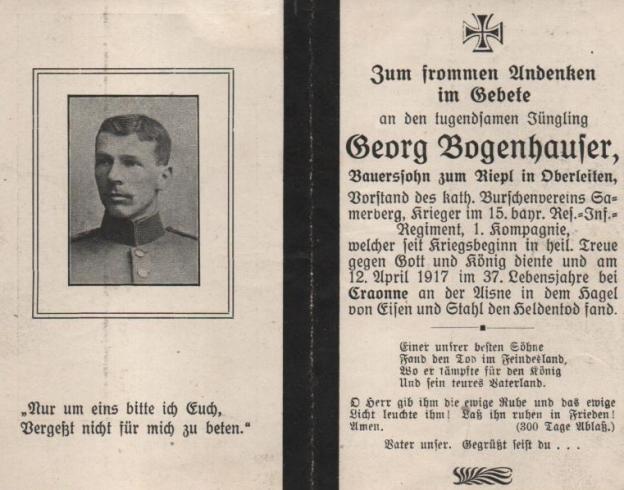 „Nur um eins bitte ich Euch,
Vergeßt nicht für mich zu beten.“
Zum frommen Andenken
im Gebete
an den tugendsamen Jüngling
Georg Bogenhauser,
Bauerssohn zum Riepl in Oberleiten,
Vorstand des kath. Burschenvereins Sa-
merberg, Krieger im 15. bayr. Res.=Inf.=
Regiment, 1. Kompagnie,
welcher seit Kriegsbeginn in heil. Treue
gegen Gott und König diente und am
12. April 1917 im 37. Lebensjahre bei
Craonne an der Aisne in dem Hagel
von Eisen und Stahl den Heldentod fand.
Einer unsrer besten Söhne
Fand den Tod im Feindesland,
Wo er kämpfte für den König
Und sein teures Vaterland.
O Herr gib ihm die ewige Ruhe und das ewige
Licht leuchte ihm! Laß ihn ruhen in Frieden!
Amen. (300 Tage Ablaß.)
Vater unser. Gegrüßt seist du . . .